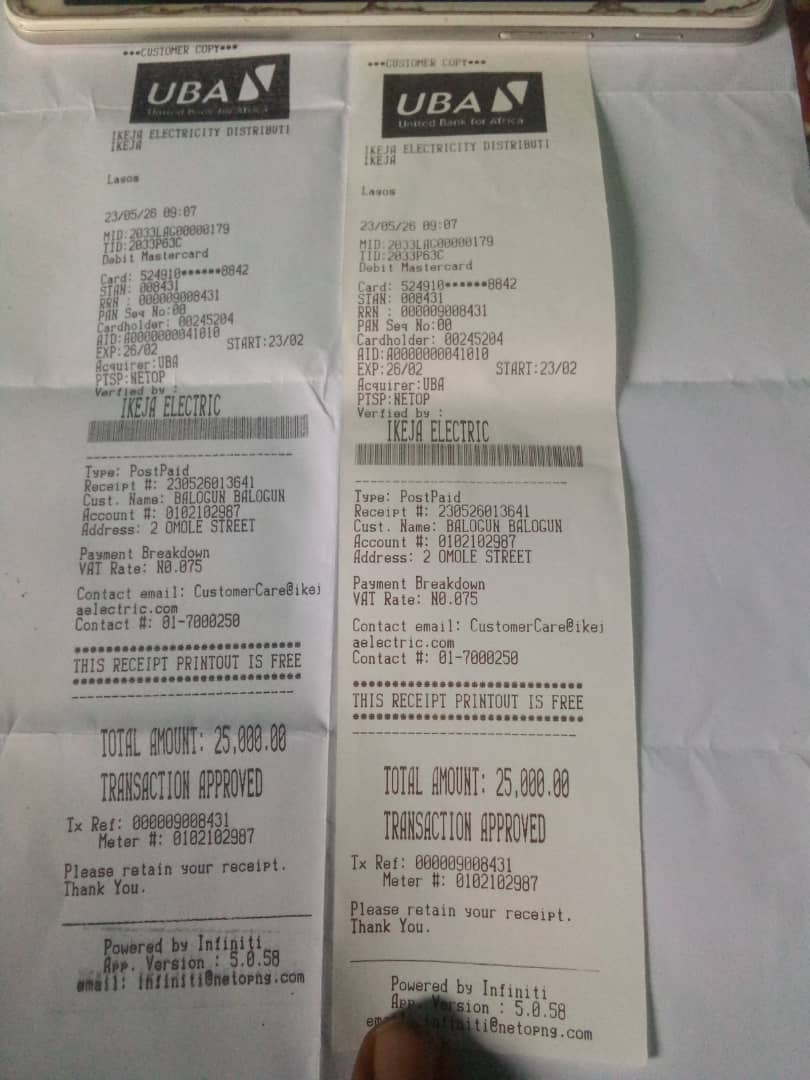 ***CUSTOMER COPY***
UBA
United Bank for Africa
IKEJA ELECTRICITY DISTRIBUTI
IKEJA
Lagos
23/05/26 09:07
MID:2033LAG00000179
TID:2033P63C
Debit Mastercard
Card: 524910******8842
STAN: 008431
RRN : 000009008431
PAN Seq No:00
Cardholder: 00245204
AID:A0000000041010
EXP:26/02 START:23/02
Acquirer:UBA
PTSP:NETOP
Verfied by :
IKEJA ELECTRIC
Type: PostPaid
Receipt #: 230526013641
Cust. Name: BALOGUN BALOGUN
Account #: 0102102987
Address: 2 OMOLE STREET
Payment Breakdown
VAT Rate: N0.075
Contact email: CustomerCare@ikej
aelectric.com
Contact #: 01-7000250
THIS RECEIPT PRINTOUT IS FREE
TOTAL AMOUNT: 25,000.00
TRANSACTION APPROVED
Tx Ref: 000009008431
Meter #: 0102102987
Please retain your receipt.
Thank You.
Powered by Infiniti
App. Version : 5.0.58
email: infiniti@netopng.com
***CUSTOMER COPY***
UBA
United Bank for Africa
IKEJA ELECTRICITY DISTRIBUTI
IKEJA
Lagos
23/05/26 09:07
MID:2033LAG00000179
TID:2033P63C
Debit Mastercard
Card: 524910******8842
STAN: 008431
RRN : 000009008431
PAN Seq No:00
Cardholder: 00245204
AID:A0000000041010
EXP:26/02 START:23/02
Acquirer:UBA
PTSP:NETOP
Verfied by :
IKEJA ELECTRIC
Type: PostPaid
Receipt #: 230526013641
Cust. Name: BALOGUN BALOGUN
Account #: 0102102987
Address: 2 OMOLE STREET
Payment Breakdown
VAT Rate: N0.075
Contact email: CustomerCare@ikej
aelectric.com
Contact #: 01-7000250
THIS RECEIPT PRINTOUT IS FREE
TOTAL AMOUNT: 25,000.00
TRANSACTION APPROVED
Tx Ref: 000009008431
Meter #: 0102102987
Please retain your receipt.
Thank You.
Powered by Infiniti
App. Version : 5.0.58
infiniti@netopng.com